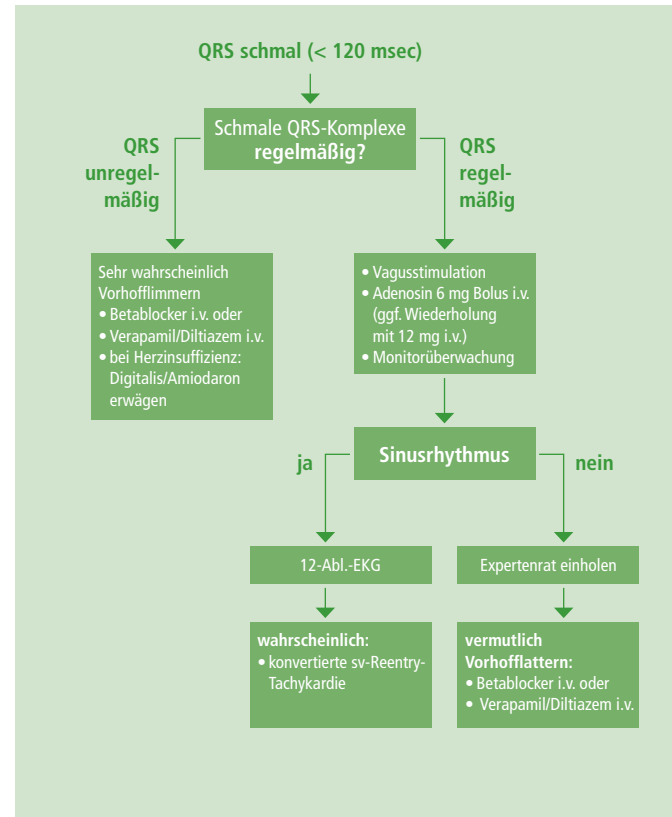 QRS schmal (< 120 msec)
Schmale QRS-Komplexe
regelmäßig?
QRS
unregel-
mäßig
QRS
regel-
mäßig
Sehr wahrscheinlich
Vorhofflimmern
• Betablocker i.v. oder
• Verapamil/Diltiazem i.v.
• bei Herzinsuffizienz:
Digitalis/Amiodaron
erwägen
• Vagusstimulation
• Adenosin 6 mg Bolus i.v.
(ggf. Wiederholung
mit 12 mg i.v.)
• Monitorüberwachung
Sinusrhythmus
ja
nein
12-Abl.-EKG
Expertenrat einholen
wahrscheinlich:
• konvertierte sv-Reentry-
Tachykardie
vermutlich
Vorhofflattern:
• Betablocker i.v. oder
• Verapamil/Diltiazem i.v.